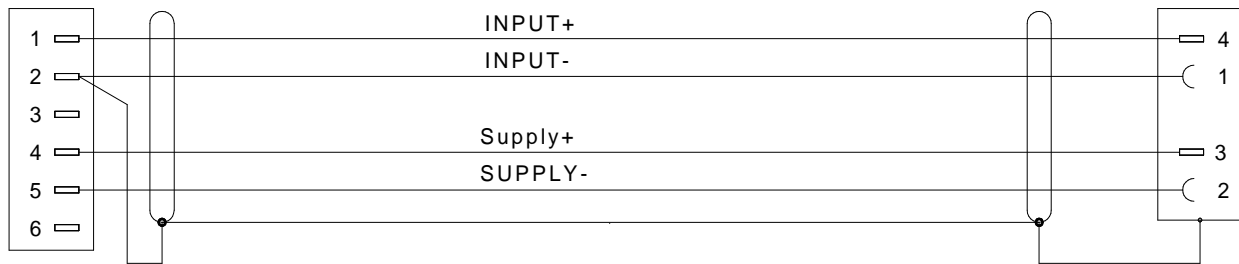 INPUT+
1 4
INPUT-
2 1
3
Supply+
4 3
SUPPLY-
5 2
6